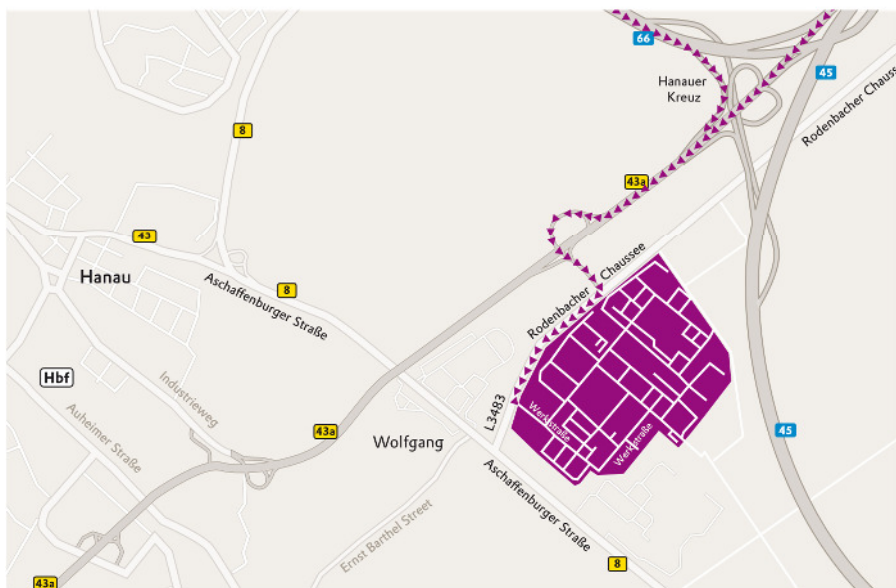 66
Hanauer
Kreuz
45
Rodenbacher Chaussee
8
43a
43
Hanau
8
Aschaffenburger Straße
Rodenbacher Chaussee
Hbf
Industrieweg
Auheimer Straße
L3483
Werkstraße
Werkstraße
43a
45
Wolfgang
Aschaffenburger Straße
Ernst Barthel Street
8
43a